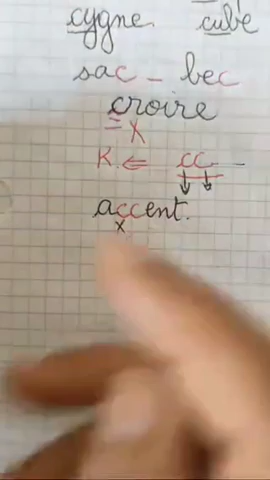 cygne. cube
sac - bec
croire
X
K ⇐ cc
accent.
x